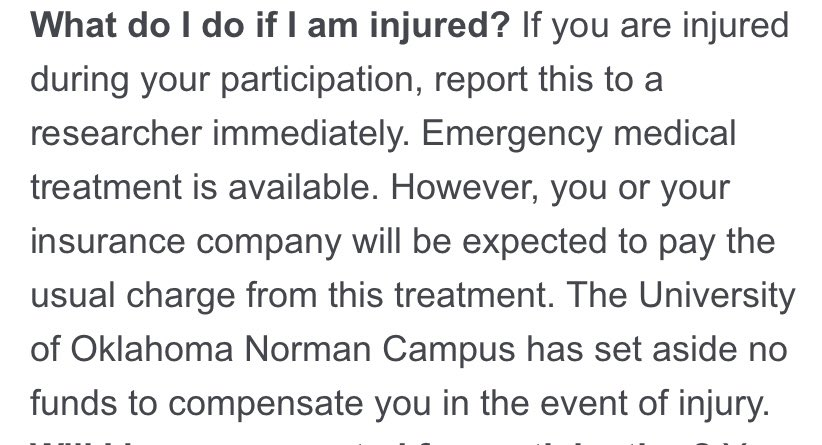 What do I do if I am injured? If you are injured
during your participation, report this to a
researcher immediately. Emergency medical
treatment is available. However, you or your
insurance company will be expected to pay the
usual charge from this treatment. The University
of Oklahoma Norman Campus has set aside no
funds to compensate you in the event of injury.